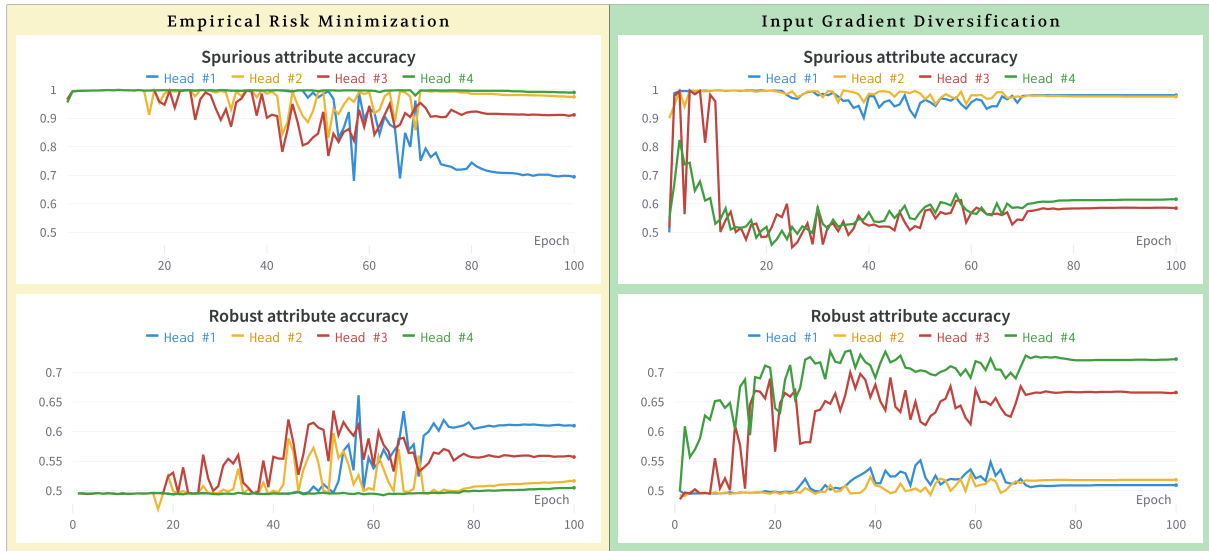 Empirical Risk Minimization
Spurious attribute accuracy
Head #1 Head #2 Head #3 Head #4
1
0.9
0.8
0.7
0.6
0.5
Epoch
20 40 60 80 100
Robust attribute accuracy
Head #1 Head #2 Head #3 Head #4
0.7
0.65
0.6
0.55
0.5
Epoch
0 20 40 60 80 100
Input Gradient Diversification
Spurious attribute accuracy
Head #1 Head #2 Head #3 Head #4
1
0.9
0.8
0.7
0.6
0.5
Epoch
20 40 60 80 100
Robust attribute accuracy
Head #1 Head #2 Head #3 Head #4
0.7
0.65
0.6
0.55
0.5
Epoch
0 20 40 60 80 100